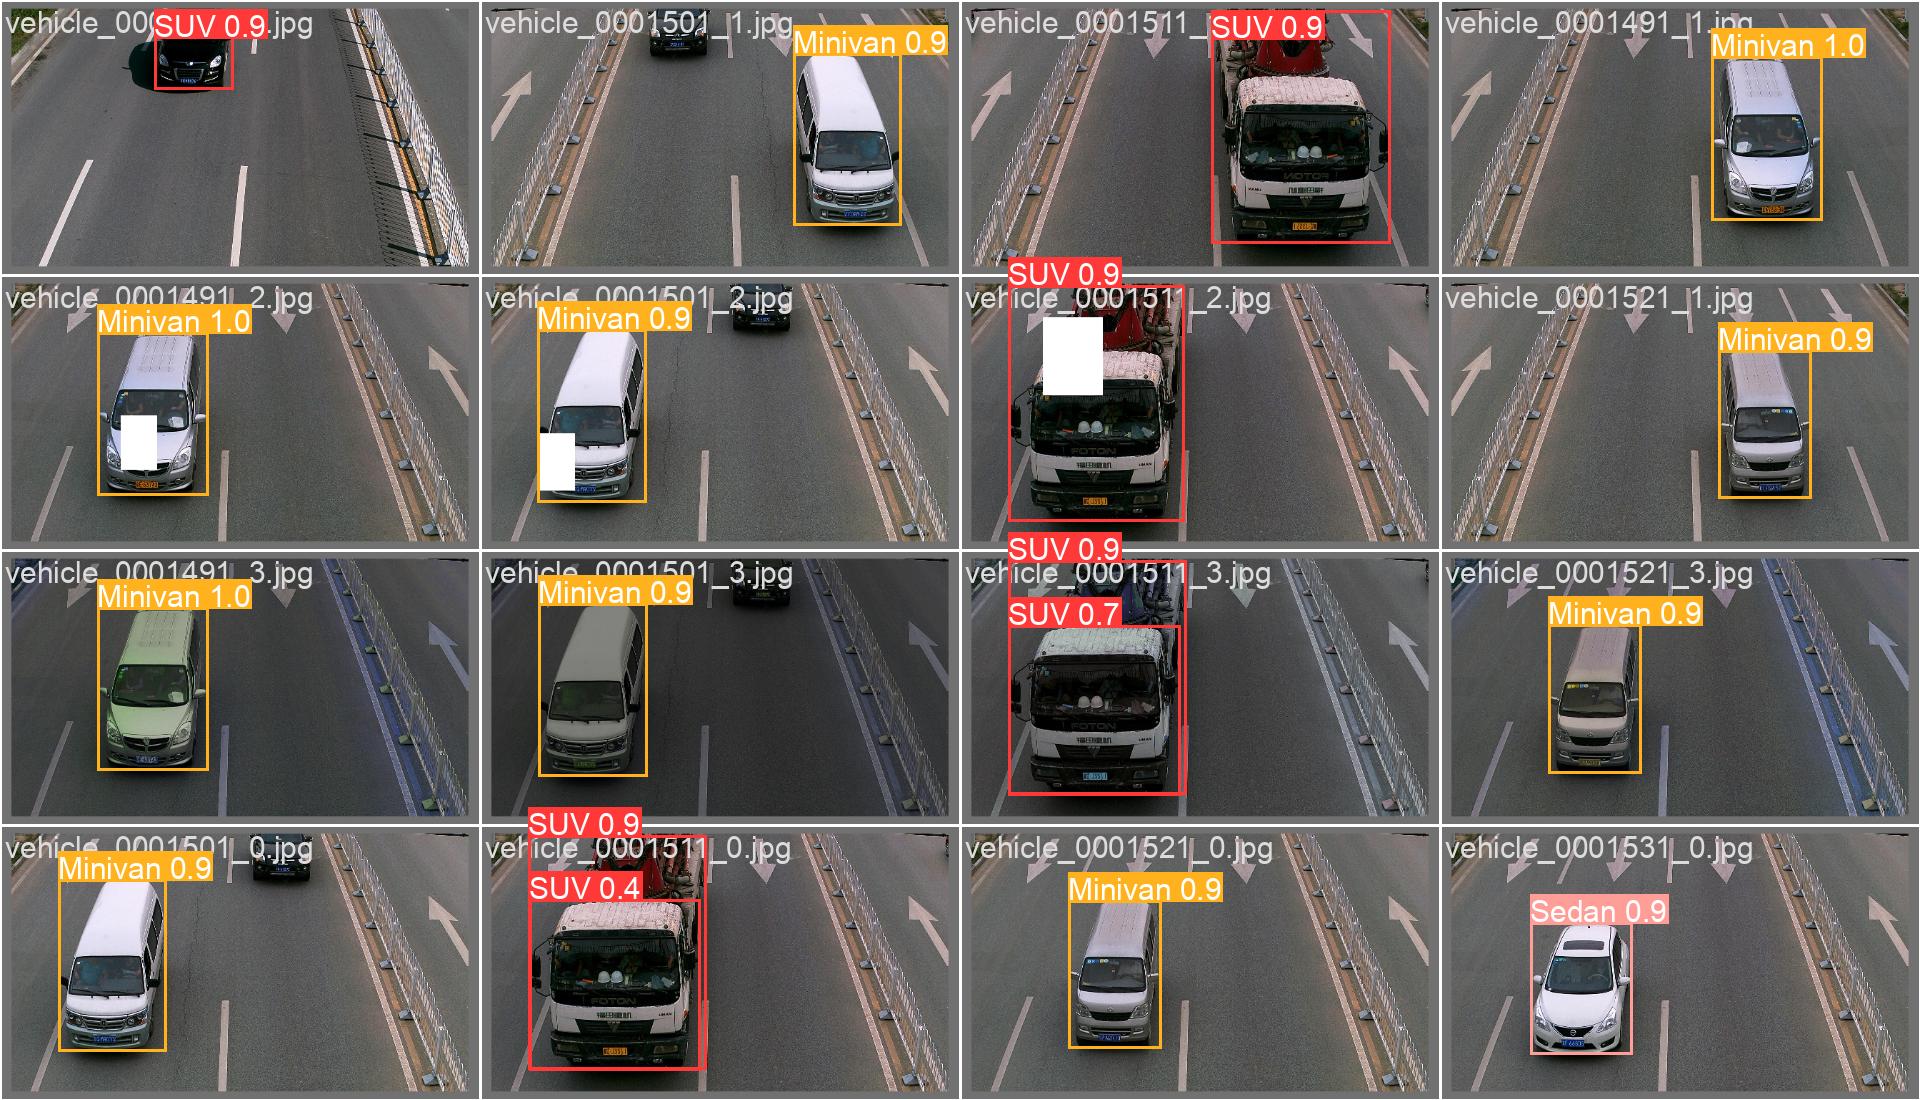 vehicle_000
SUV 0.9
.jpg
vehicle_0001501_1.jpg
Minivan 0.9
vehicle_0001511_
SUV 0.9
vehicle_0001491_1.jpg
Minivan 1.0
vehicle_0001491_2.jpg
Minivan 1.0
vehicle_0001501_2.jpg
Minivan 0.9
SUV 0.9
vehicle_0001511_2.jpg
FOTON
vehicle_0001521_1.jpg
Minivan 0.9
vehicle_0001491_3.jpg
Minivan 1.0
vehicle_0001501_3.jpg
Minivan 0.9
SUV 0.9
vehicle_0001511_3.jpg
SUV 0.7
FOTON
vehicle_0001521_3.jpg
Minivan 0.9
vehicle_0001501_0.jpg
Minivan 0.9
SUV 0.9
vehicle_0001511_0.jpg
SUV 0.4
FOTON
vehicle_0001521_0.jpg
Minivan 0.9
vehicle_0001531_0.jpg
Sedan 0.9